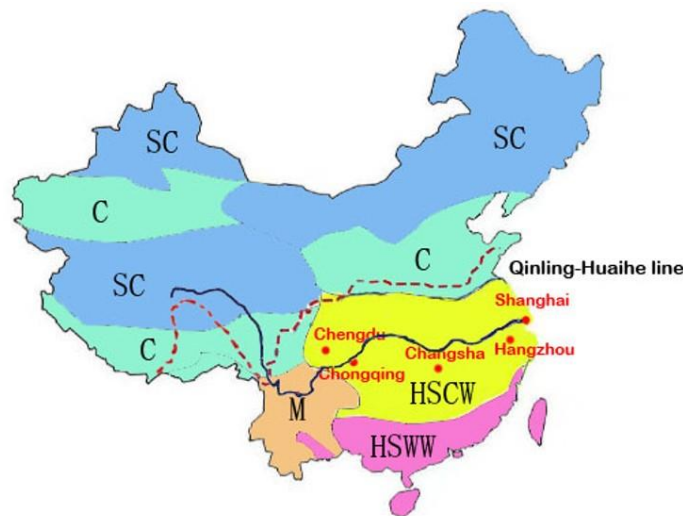 SC
SC
C
C
Qinling-Huaihe line
SC
Shanghai
Chengdu
Hangzhou
C
Changsha
Chongqing
HSCW
M
HSWW